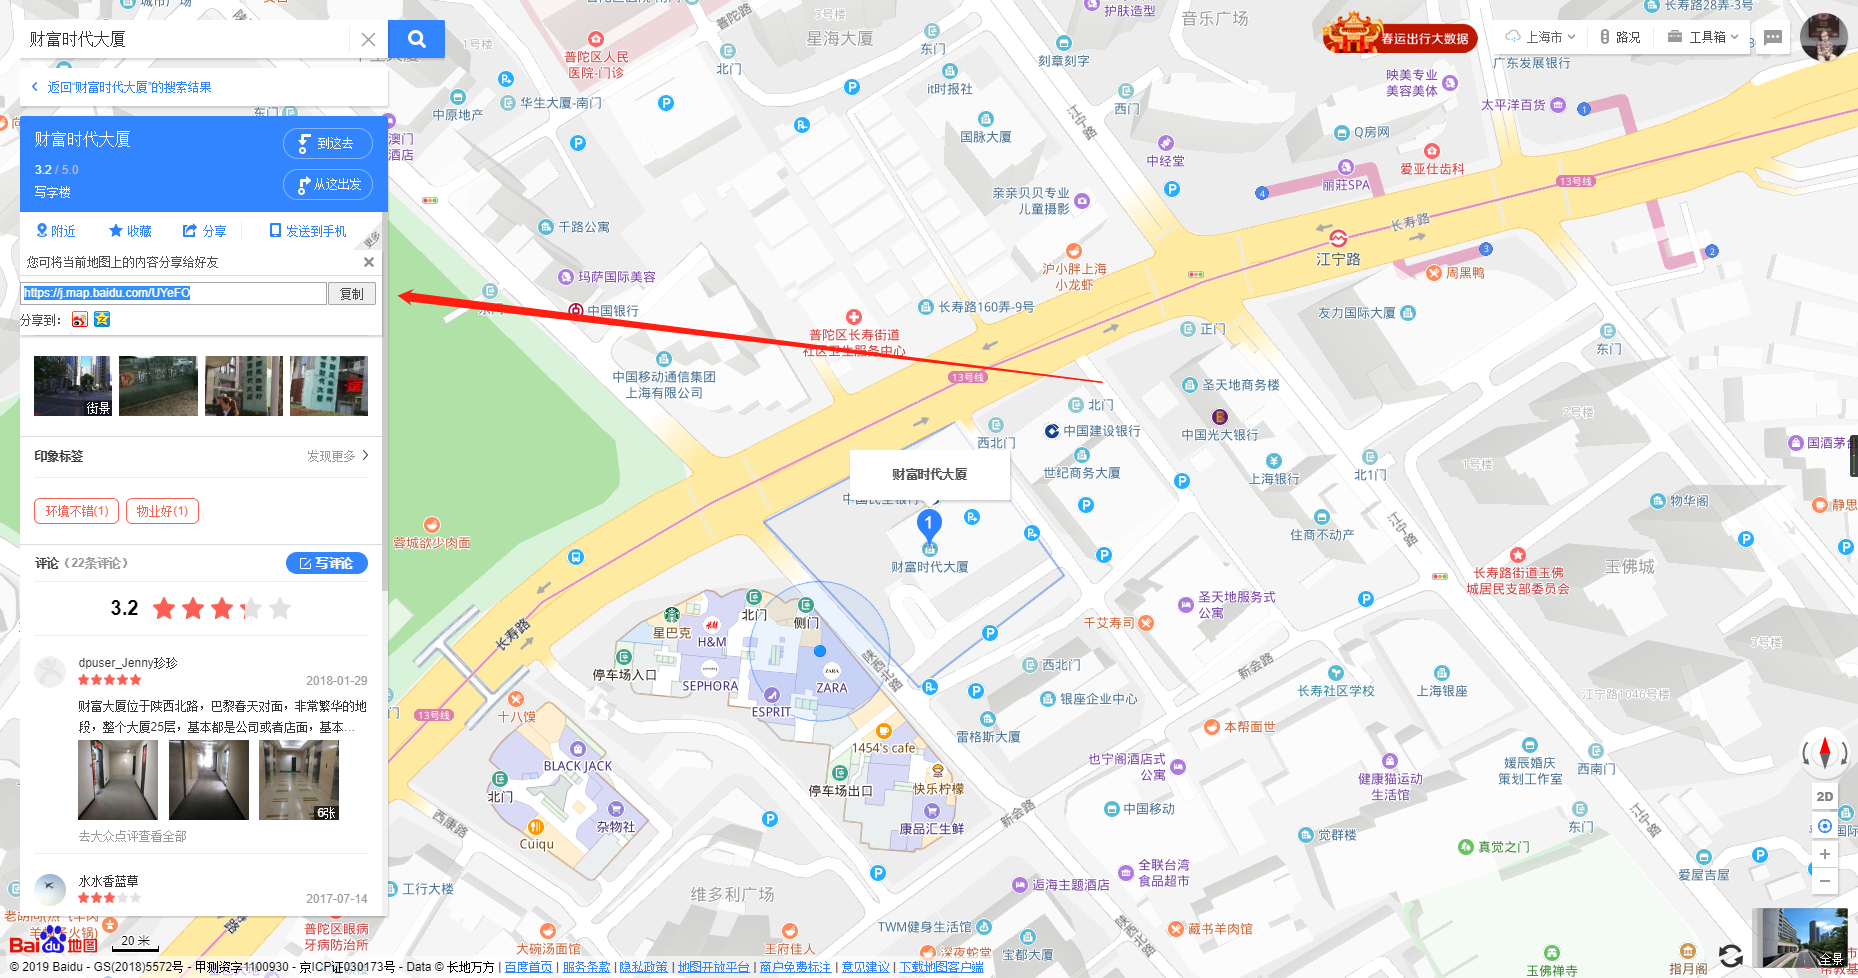 财富时代大厦
返回“财富时代大厦”的搜索结果
财富时代大厦
3.2 / 5.0
写字楼
到这去
从这出发
附近
收藏
分享
发送到手机
更多
您可将当前地图上的内容分享给好友
https://j.map.baidu.com/UYeFO
复制
分享到：
街景
印象标签
发现更多
环境不错(1)
物业好(1)
评论（22条评论）
写评论
3.2
dpuser_Jenny珍珍
2018-01-29
财富大厦位于陕西北路，巴黎春天对面，非常繁华的地
段，整个大厦25层，基本都是公司或者店面，基本...
6张
去大众点评查看全部
水水香蓝草
2017-07-14
Baidu地图
20 米
© 2019 Baidu - GS(2018)5572号 - 甲测资字1100930 - 京ICP证030173号 - Data © 长地万方 | 百度首页 | 服务条款 | 隐私政策 | 地图开放平台 | 商户免费标注 | 意见建议 | 下载地图客户端
春运出行大数据
上海市
路况
工具箱
2D
全景
音乐广场
护肤造型
长寿路28弄-3号
广东发展银行
3号楼
星海大厦
1号楼
普陀路
普陀区人民
医院-门诊
北门
东门
刻章刻字
it时报社
西门
江宁路
映美专业
美容美体
太平洋百货
1
中原地产
华生大厦-南门
国脉大厦
Q房网
中经堂
爱亚仕齿科
丽莊SPA
4
13号线
澳门
酒店
东门
亲亲贝贝专业
儿童摄影
千路公寓
长寿路
江宁路
3
2
周黑鸭
玛萨国际美容
沪小胖上海
小龙虾
中国银行
长寿路160弄-9号
普陀区长寿街道
社区卫生服务中心
正门
友力国际大厦
东门
中国移动通信集团
上海有限公司
13号线
圣天地商务楼
北门
中国建设银行
中国光大银行
西北门
世纪商务大厦
上海银行
北1门
2号楼
1号楼
国酒茅台
物华阁
静思
财富时代大厦
1
财富时代大厦
住商不动产
江宁路
长寿路街道玉佛
城居民支部委员会
玉佛城
蓉城欲少肉面
北门
侧门
星巴克
H&M
停车场入口
SEPHORA
ZARA
ESPRIT
长寿路
陕西北路
圣天地服务式
公寓
千艾寿司
西北门
新会路
3号楼
长寿社区学校
上海银座
江宁路1046号楼
银座企业中心
13号线
十八馍
雷格斯大厦
本帮面世
1454's cafe
BLACK JACK
北门
停车场出口
快乐柠檬
也宁阁酒店式
公寓
健康猫运动
生活馆
媛辰婚庆
策划工作室
西南门
杂物社
康品汇生鲜
新会路
中国移动
觉群楼
东门
江宁路
西康路
Cuiqu
真觉之门
爱屋吉屋
全联台湾
食品超市
返海主题酒店
工行大楼
维多利广场
TWM健身生活馆
藏书羊肉馆
陕西北路
普陀区眼病
牙病防治所
大碗汤面馆
王府佳人
深夜蛇堂
宝都大厦
玉佛禅寺
指月阁